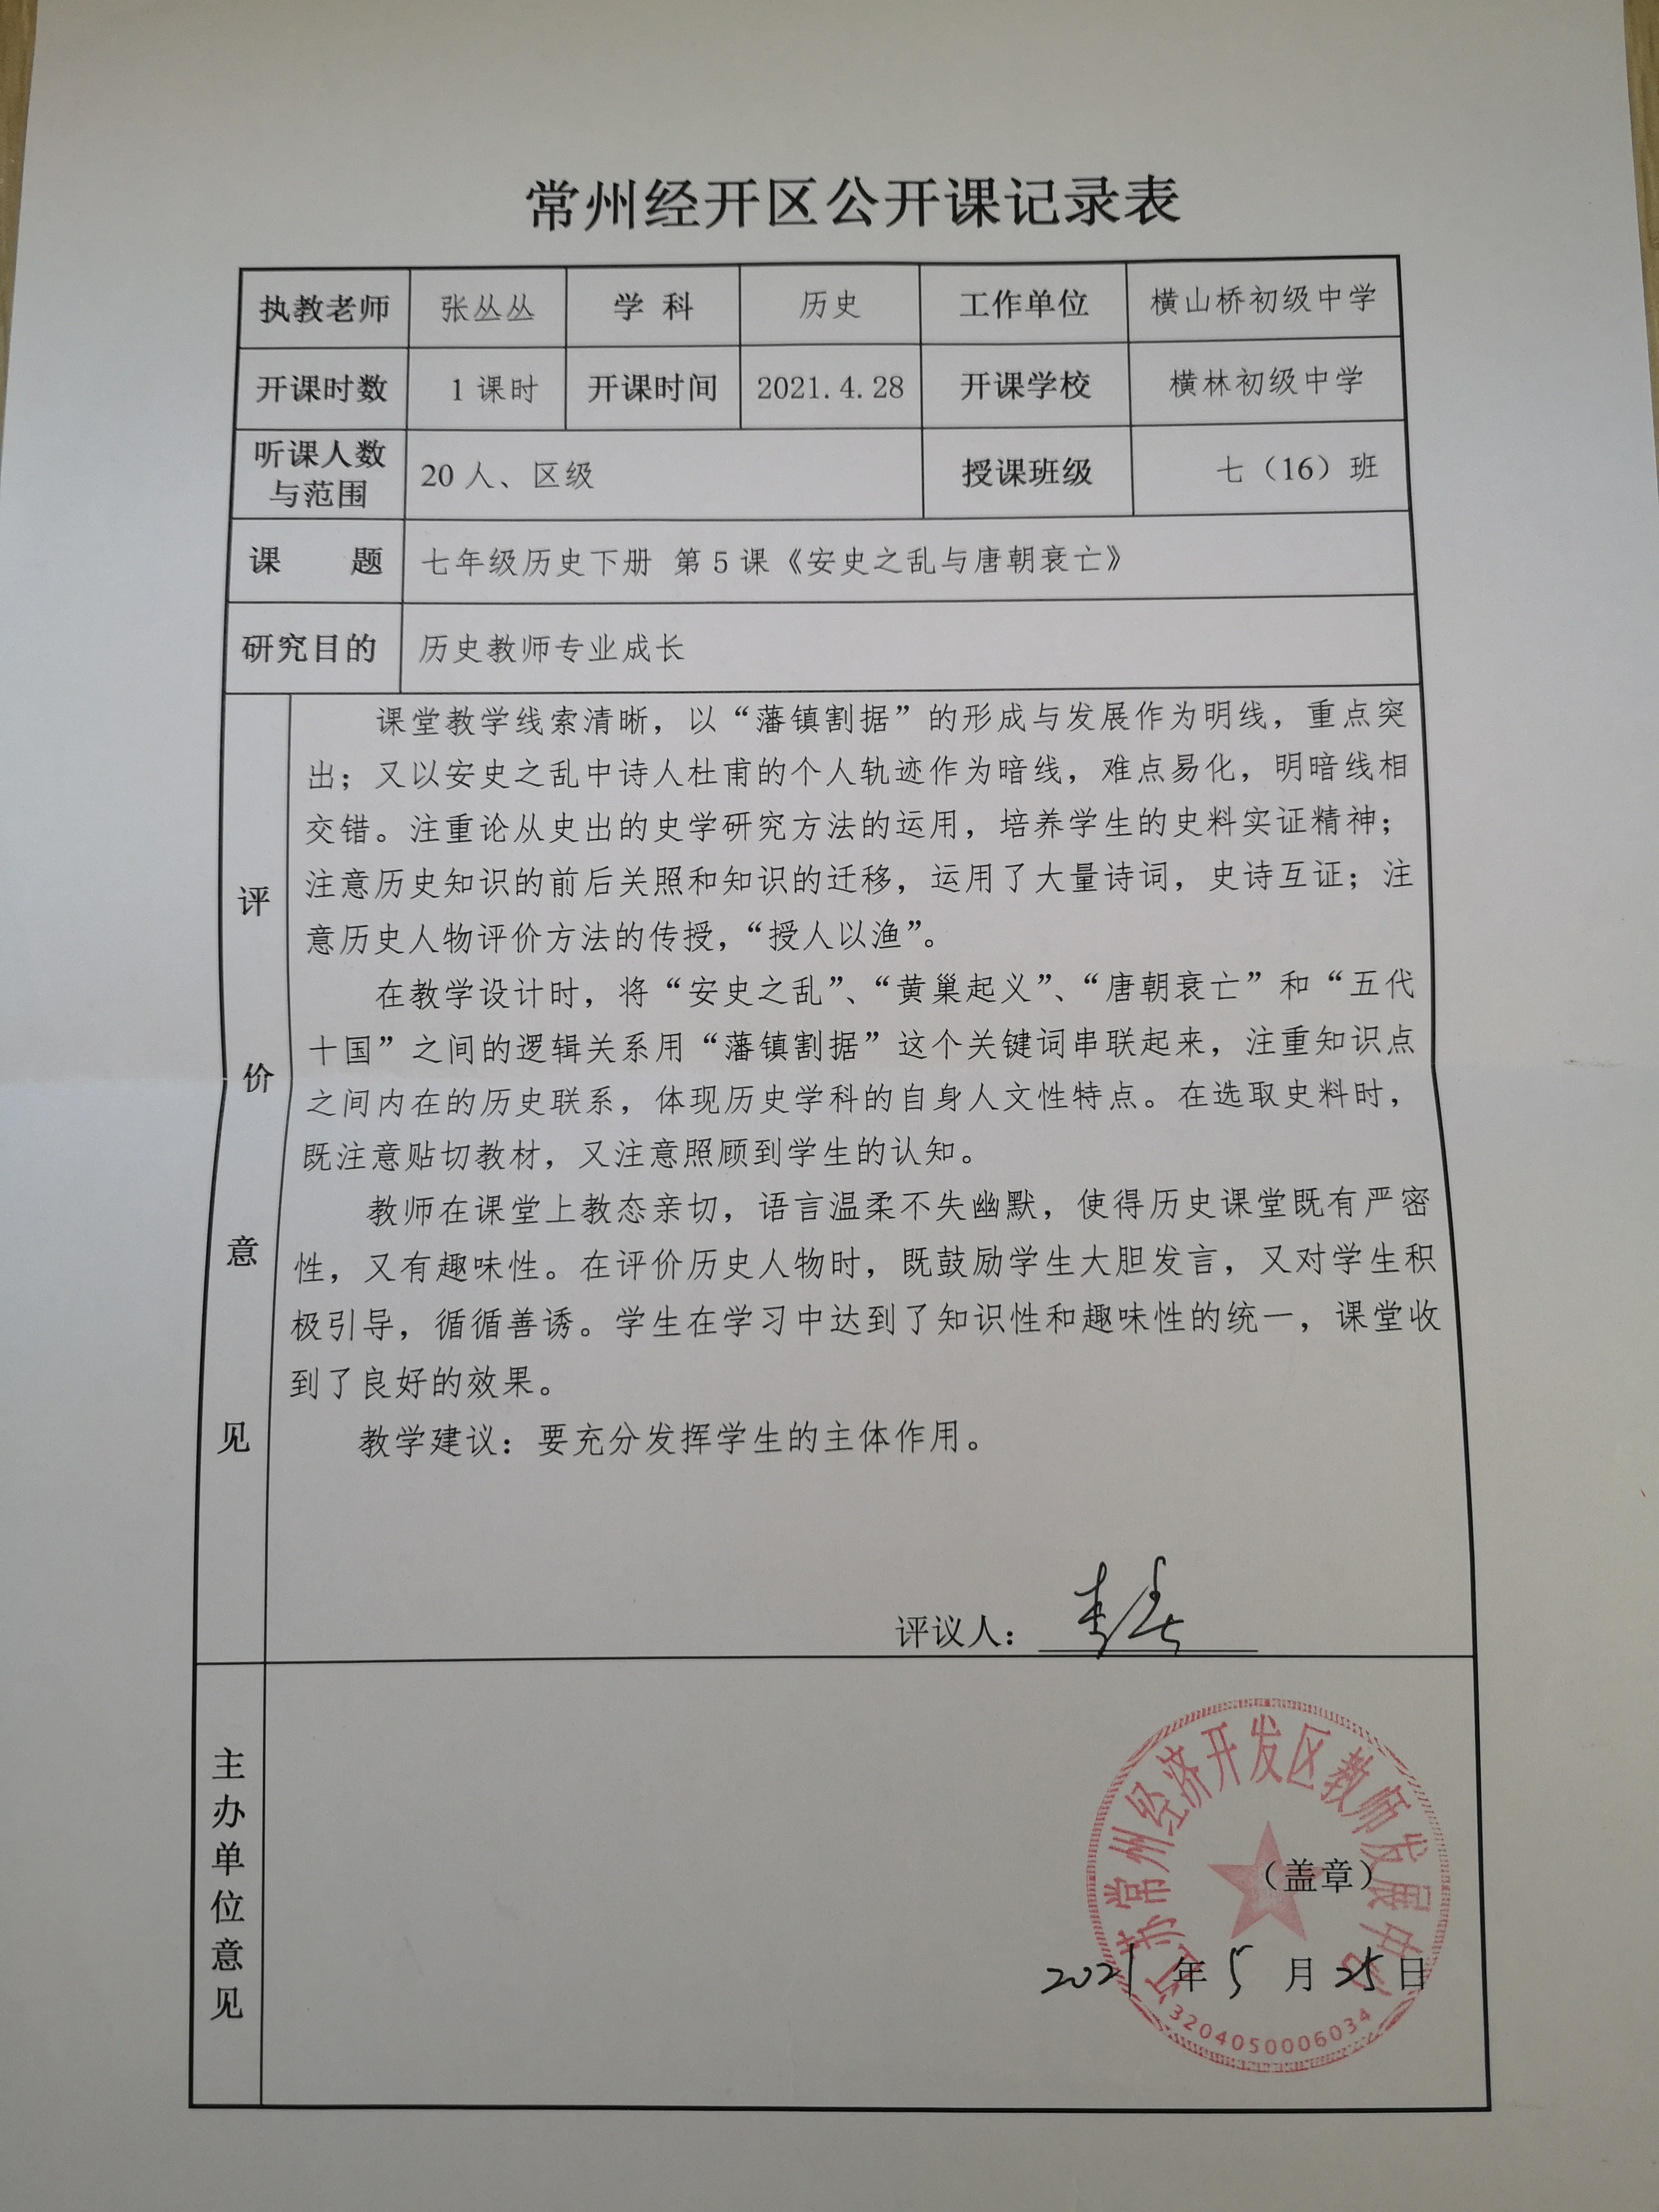 常州经开区公开课记录表
执教老师 张丛丛 学 科 历史 工作单位 横山桥初级中学
开课时数 1课时 开课时间 2021.4.28 开课学校 横林初级中学
听课人数
与范围 20人、区级 授课班级 七（16）班
课 题 七年级历史下册 第5课《安史之乱与唐朝衰亡》
研究目的 历史教师专业成长
评价意见
课堂教学线索清晰，以“藩镇割据”的形成与发展作为明线，重点突
出；又以安史之乱中诗人杜甫的个人轨迹作为暗线，难点易化，明暗线相
交错。注重论从史出的史学研究方法的运用，培养学生的史料实证精神；
注意历史知识的前后关照和知识的迁移，运用了大量诗词，史诗互证；注
意历史人物评价方法的传授，“授人以渔”。
在教学设计时，将“安史之乱”、“黄巢起义”、“唐朝衰亡”和“五代
十国”之间的逻辑关系用“藩镇割据”这个关键词串联起来，注重知识点
之间内在的历史联系，体现历史学科的自身人文性特点。在选取史料时，
既注意贴切教材，又注意照顾到学生的认知。
教师在课堂上教态亲切，语言温柔不失幽默，使得历史课堂既有严密
性，又有趣味性。在评价历史人物时，既鼓励学生大胆发言，又对学生积
极引导，循循善诱。学生在学习中达到了知识性和趣味性的统一，课堂收
到了良好的效果。
教学建议：要充分发挥学生的主体作用。
评议人：
主办单位意见
江苏常州经济开发区教师发展中心
（盖章）
2021年5月25日
3204050006034